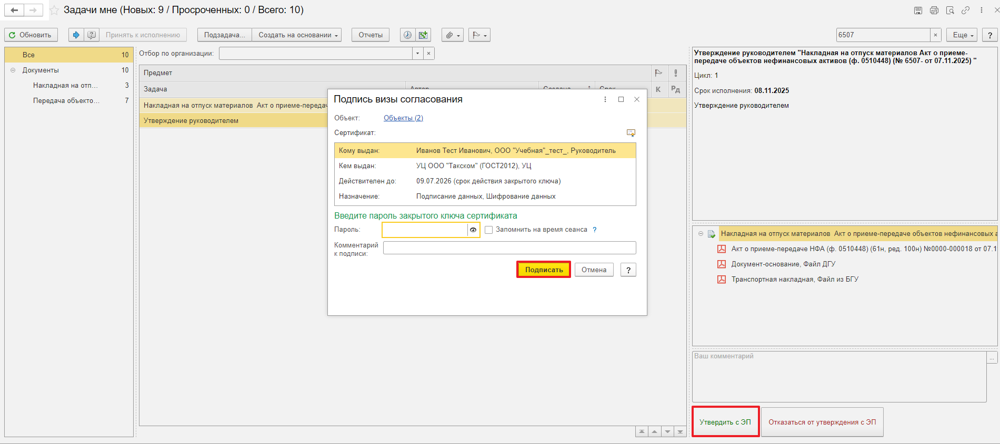 Задачи мне (Новых: 9 / Просроченных: 0 / Всего: 10)
Обновить
Принять к исполнению
Подзадача...
Создать на основании
Отчеты
6507
×
Еще
?
Все 10
Документы 10
Накладная на отп... 3
Передача объекто... 7
Отбор по организации:
Предмет
Задача
К
Рд
Накладная на отпуск материалов Акт о приеме-передач
Утверждение руководителем
Подпись визы согласования
Объект: Объекты (2)
Сертификат:
Кому выдан: Иванов Тест Иванович, ООО "Учебная"_тест_, Руководитель
Кем выдан: УЦ ООО "Такском" (ГОСТ2012), УЦ
Действителен до: 09.07.2026 (срок действия закрытого ключа)
Назначение: Подписание данных, Шифрование данных
Введите пароль закрытого ключа сертификата
Пароль:
Запомнить на время сеанса ?
Комментарий
к подписи:
Подписать
Отмена
?
Утверждение руководителем "Накладная на отпуск материалов Акт о приеме-
передаче объектов нефинансовых активов (ф. 0510448) (№ 6507- от 07.11.2025) "
Цикл: 1
Срок исполнения: 08.11.2025
Утверждение руководителем
Накладная на отпуск материалов Акт о приеме-передаче объектов нефинансовых а
Акт о приеме-передаче НФА (ф. 0510448) (61н, ред. 100н) №0000-000018 от 07.1
Документ-основание, Файл ДГУ
Транспортная накладная, Файл из БГУ
Ваш комментарий
...
Утвердить с ЭП
Отказаться от утверждения с ЭП